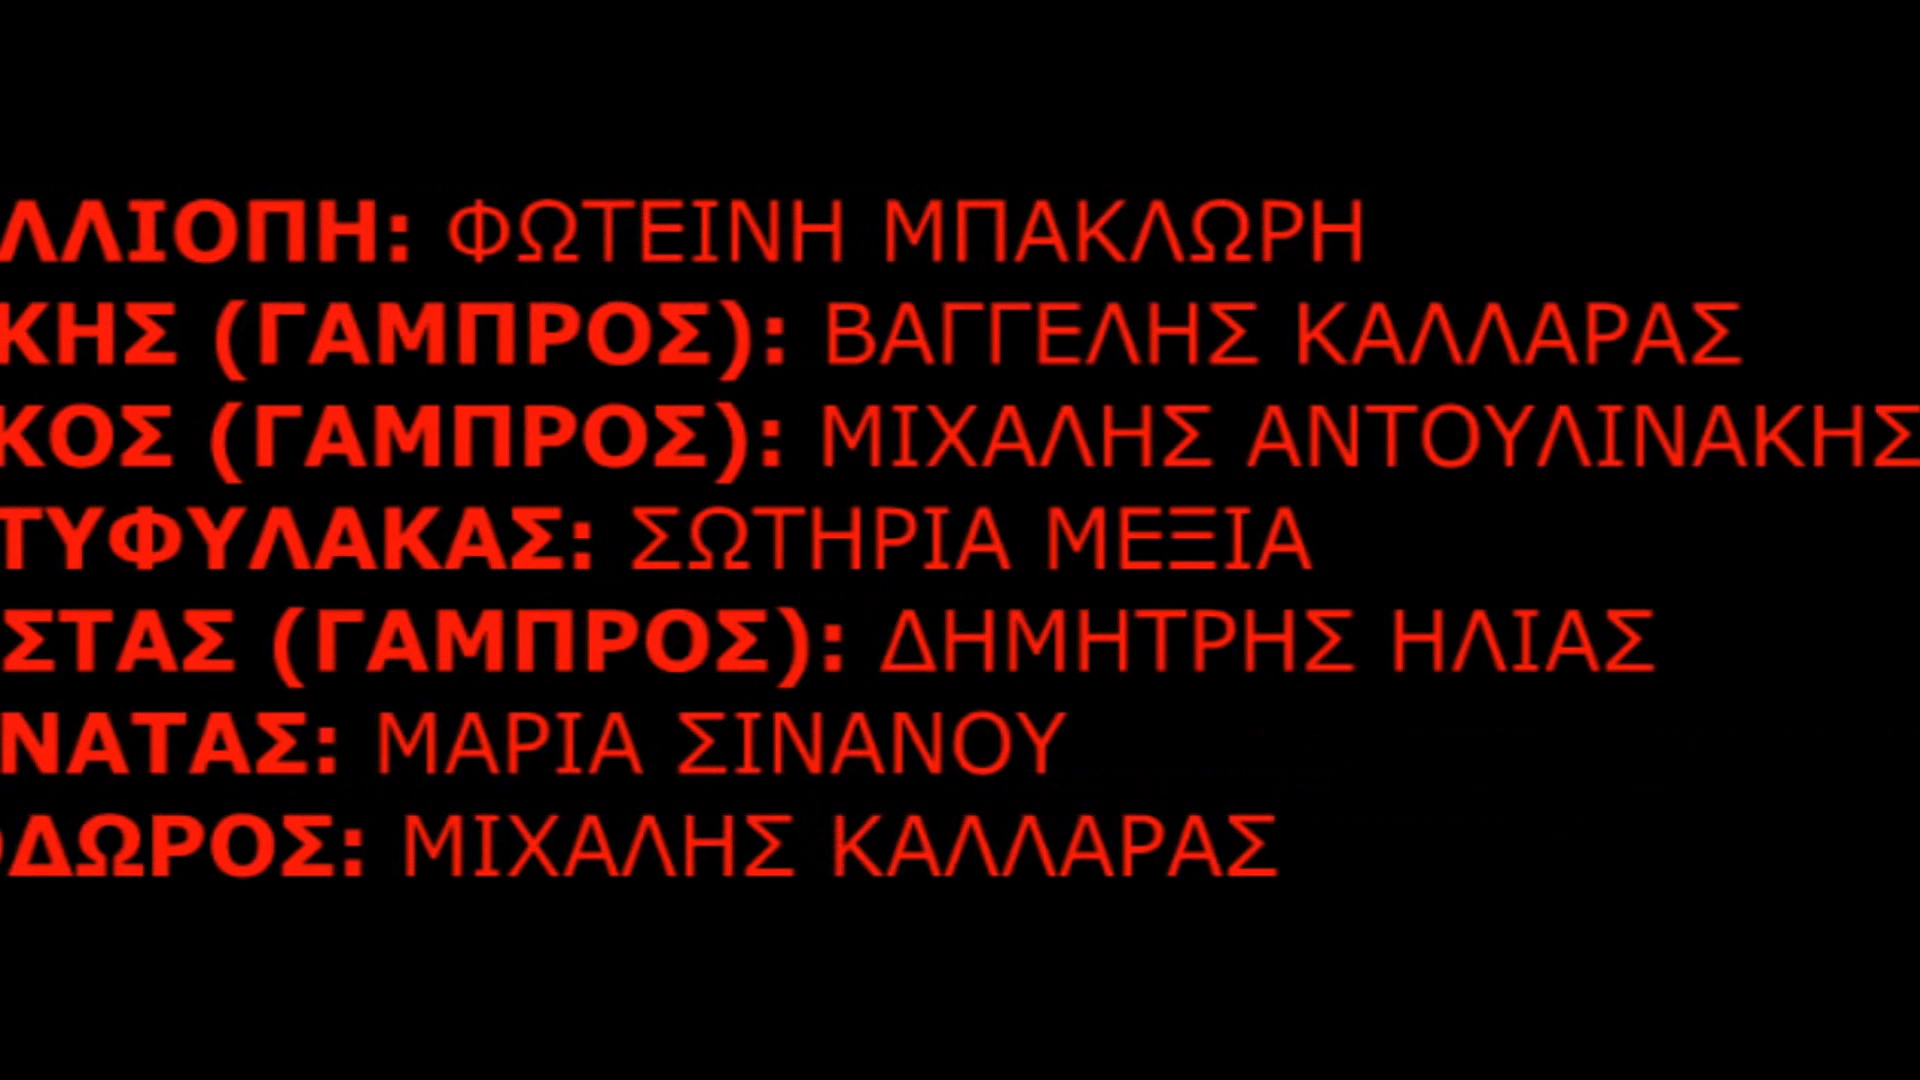 ΛΛΙΟΠΗ: ΦΩΤΕΙΝΗ ΜΠΑΚΛΩΡΗ
ΚΗΣ (ΓΑΜΠΡΟΣ): ΒΑΓΓΕΛΗΣ ΚΑΛΛΑΡΑΣ
ΚΟΣ (ΓΑΜΠΡΟΣ): ΜΙΧΑΛΗΣ ΑΝΤΟΥΛΙΝΑΚΗΣ
ΤΥΦΥΛΑΚΑΣ: ΣΩΤΗΡΙΑ ΜΕΞΙΑ
ΣΤΑΣ (ΓΑΜΠΡΟΣ): ΔΗΜΗΤΡΗΣ ΗΛΙΑΣ
ΝΑΤΑΣ: ΜΑΡΙΑ ΣΙΝΑΝΟΥ
ΟΔΩΡΟΣ: ΜΙΧΑΛΗΣ ΚΑΛΛΑΡΑΣ